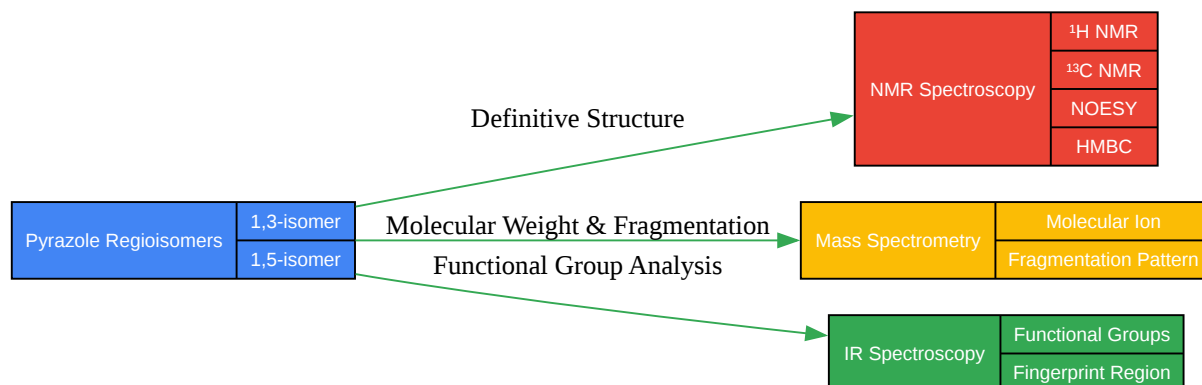 Pyrazole Regioisomers
1,3-isomer
1,5-isomer
Definitive Structure
Molecular Weight & Fragmentation
Functional Group Analysis
NMR Spectroscopy
¹H NMR
¹³C NMR
NOESY
HMBC
Mass Spectrometry
Molecular Ion
Fragmentation Pattern
IR Spectroscopy
Functional Groups
Fingerprint Region